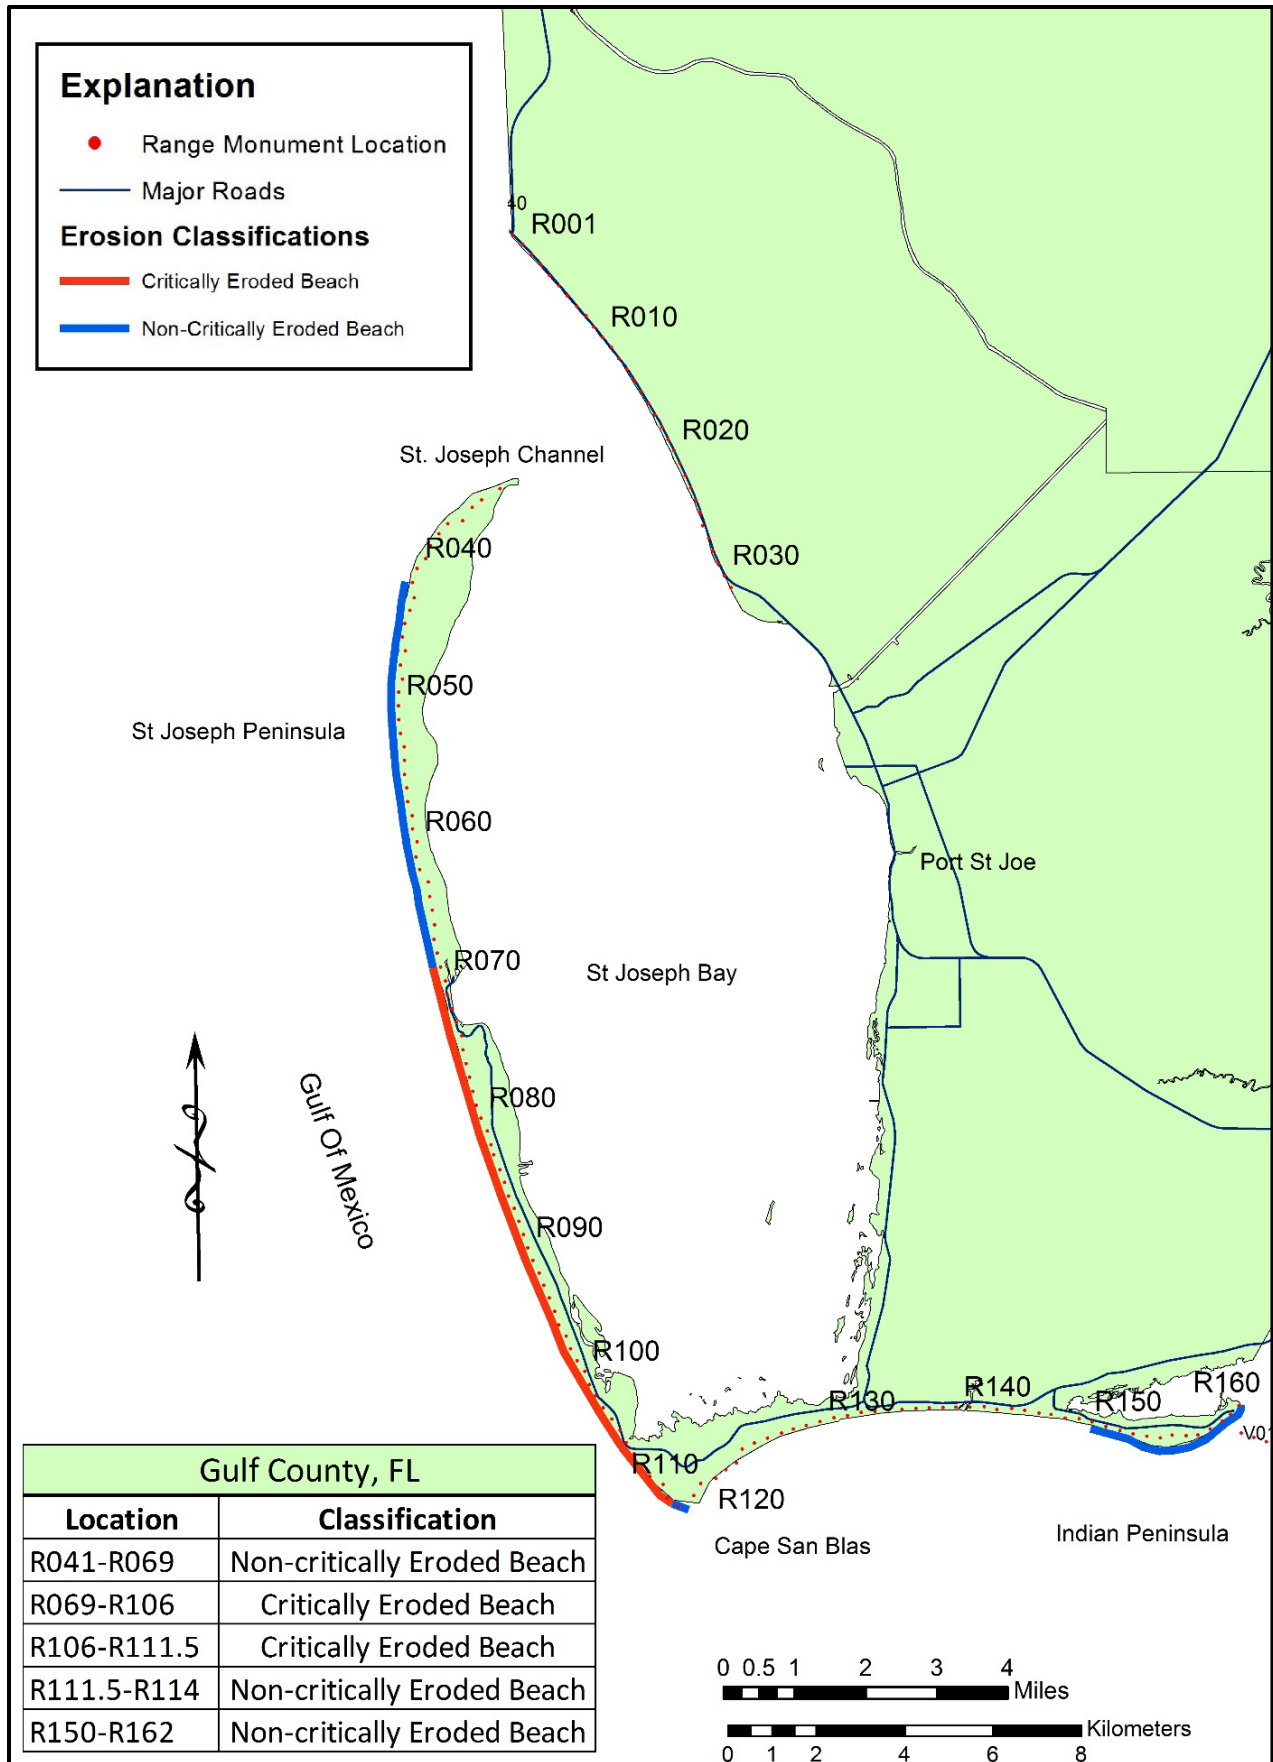 Explanation
Range Monument Location
Major Roads
Erosion Classifications
Critically Eroded Beach
Non-Critically Eroded Beach
40
R001
R010
R020
St. Joseph Channel
R040
R030
R050
St Joseph Peninsula
R060
Port St Joe
R070
St Joseph Bay
Gulf Of Mexico
R080
R090
R100
R130
R140
R150
R160
V01
R110
R120
Cape San Blas
Indian Peninsula
Gulf County, FL
Location Classification
R041-R069 Non-critically Eroded Beach
R069-R106 Critically Eroded Beach
R106-R111.5 Critically Eroded Beach
R111.5-R114 Non-critically Eroded Beach
R150-R162 Non-critically Eroded Beach
0 0.5 1 2 3 4
Miles
Kilometers
0 1 2 4 6 8